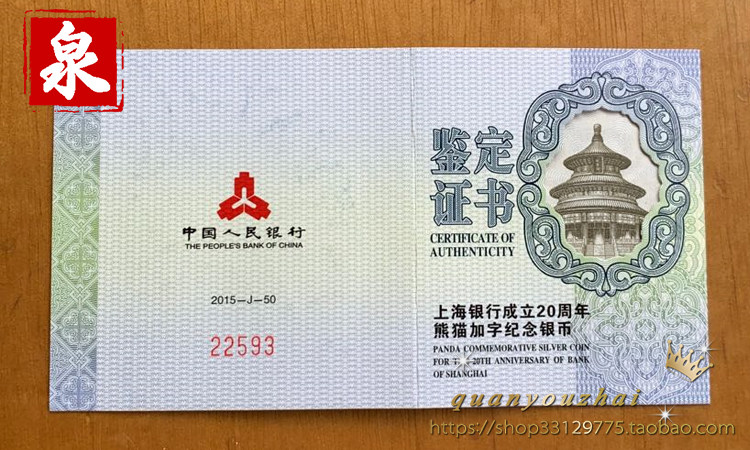 泉
中国人民银行
THE PEOPLE'S BANK OF CHINA
2015-J-50
22593
鉴定
证书
CERTIFICATE OF
AUTHENTICITY
上海银行成立20周年
熊猫加字纪念银币
PANDA COMMEMORATIVE SILVER COIN
FOR THE 20TH ANNIVERSARY OF BANK
OF SHANGHAI
quanyouzhai
https://shop33129775.taobao.com